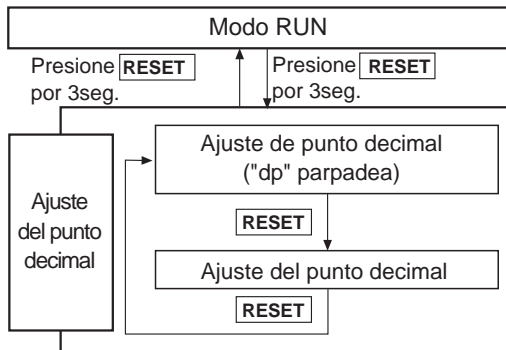 Modo RUN
Presione RESET
por 3seg.
Presione RESET
por 3seg.
Ajuste
del punto
decimal
Ajuste de punto decimal
("dp" parpadea)
RESET
Ajuste del punto decimal
RESET